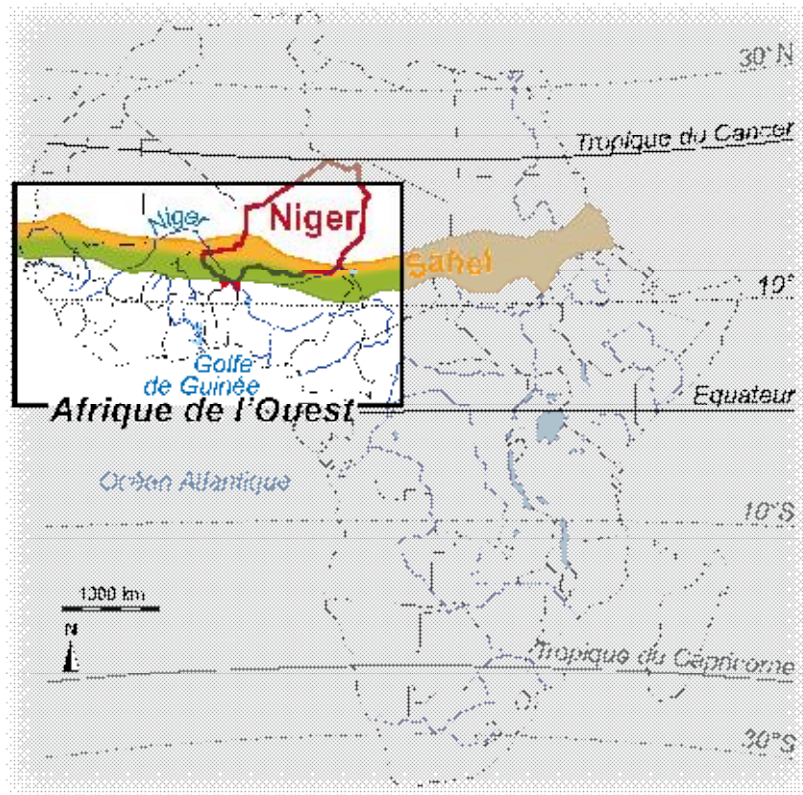 30°N
Tropique du Cancer
Niger
Niger
Sahel
10°
Golfe
de Guinée
Equateur
Afrique de l'Ouest
Océan Atlantique
10°S
1000 km
N
Tropique du Capricorne
30°S